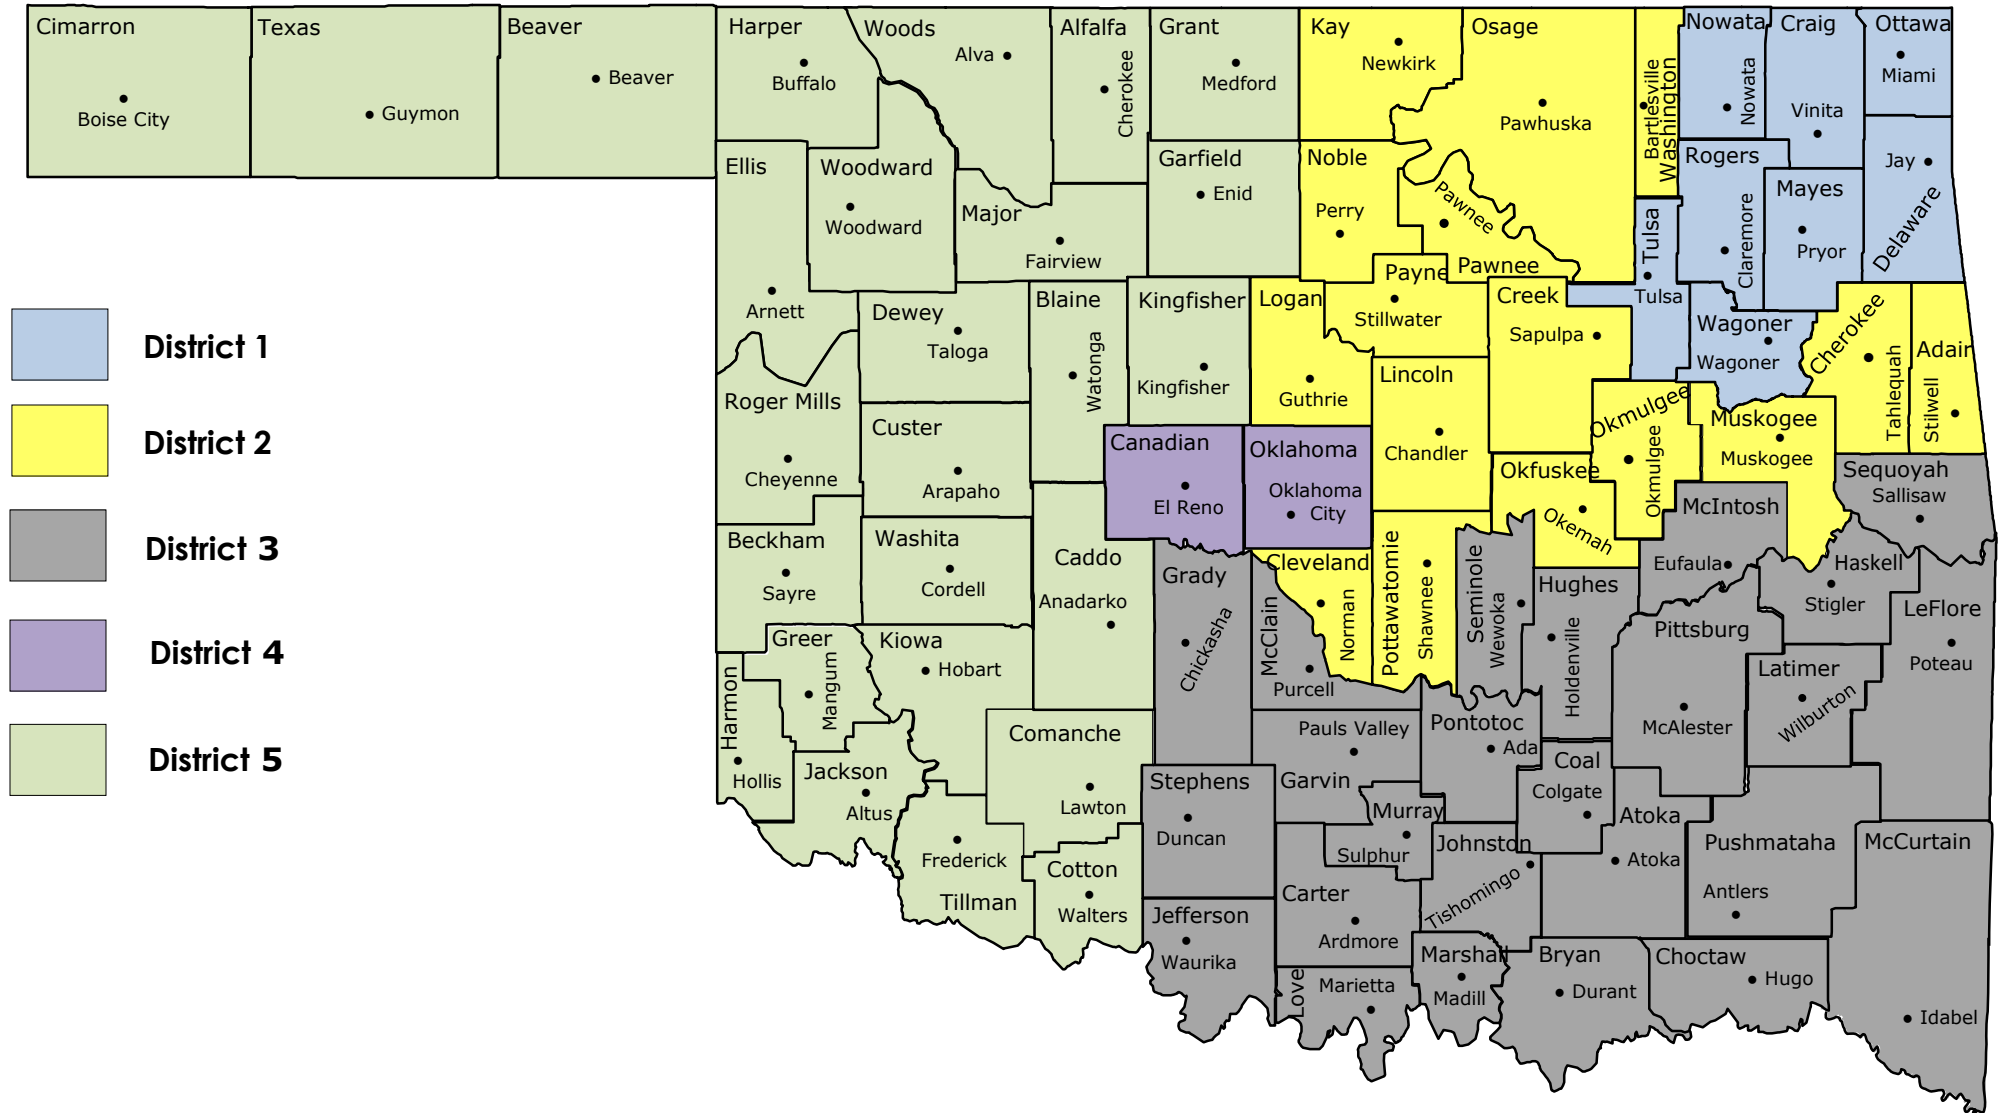 Cimarron
Boise City
Texas
Guymon
Beaver
Beaver
Harper
Buffalo
Woods
Alva
Alfalfa
Cherokee
Grant
Medford
Kay
Newkirk
Osage
Pawhuska
Bartlesville
Washington
Nowata
Nowata
Craig
Vinita
Ottawa
Miami
Ellis
Arnett
Woodward
Woodward
Major
Fairview
Garfield
Enid
Noble
Perry
Pawnee
Pawnee
Rogers
Claremore
Mayes
Pryor
Jay
Delaware
Tulsa
Tulsa
Dewey
Taloga
Blaine
Watonga
Kingfisher
Kingfisher
Logan
Guthrie
Payne
Stillwater
Creek
Sapulpa
Wagoner
Wagoner
Cherokee
Tahlequah
Adair
Stilwell
District 1
District 2
District 3
District 4
District 5
Roger Mills
Cheyenne
Custer
Arapaho
Canadian
El Reno
Oklahoma
Oklahoma
City
Lincoln
Chandler
Okfuskee
Okemah
Okmulgee
Okmulgee
Muskogee
Muskogee
Sequoyah
Sallisaw
Beckham
Sayre
Washita
Cordell
Caddo
Anadarko
Grady
Chickasha
McClain
Purcell
Cleveland
Norman
Pottawatomie
Shawnee
Seminole
Wewoka
Hughes
Holdenville
McIntosh
Eufaula
Haskell
Stigler
LeFlore
Poteau
Greer
Mangum
Harmon
Hollis
Kiowa
Hobart
Jackson
Altus
Comanche
Lawton
Frederick
Tillman
Cotton
Walters
Stephens
Duncan
Jefferson
Waurika
Pauls Valley
Garvin
Murray
Sulphur
Pontotoc
Ada
Coal
Colgate
Pittsburg
McAlester
Latimer
Wilburton
Carter
Ardmore
Johnston
Tishomingo
Atoka
Atoka
Pushmataha
Antlers
McCurtain
Idabel
Love
Marietta
Marshall
Madill
Bryan
Durant
Choctaw
Hugo